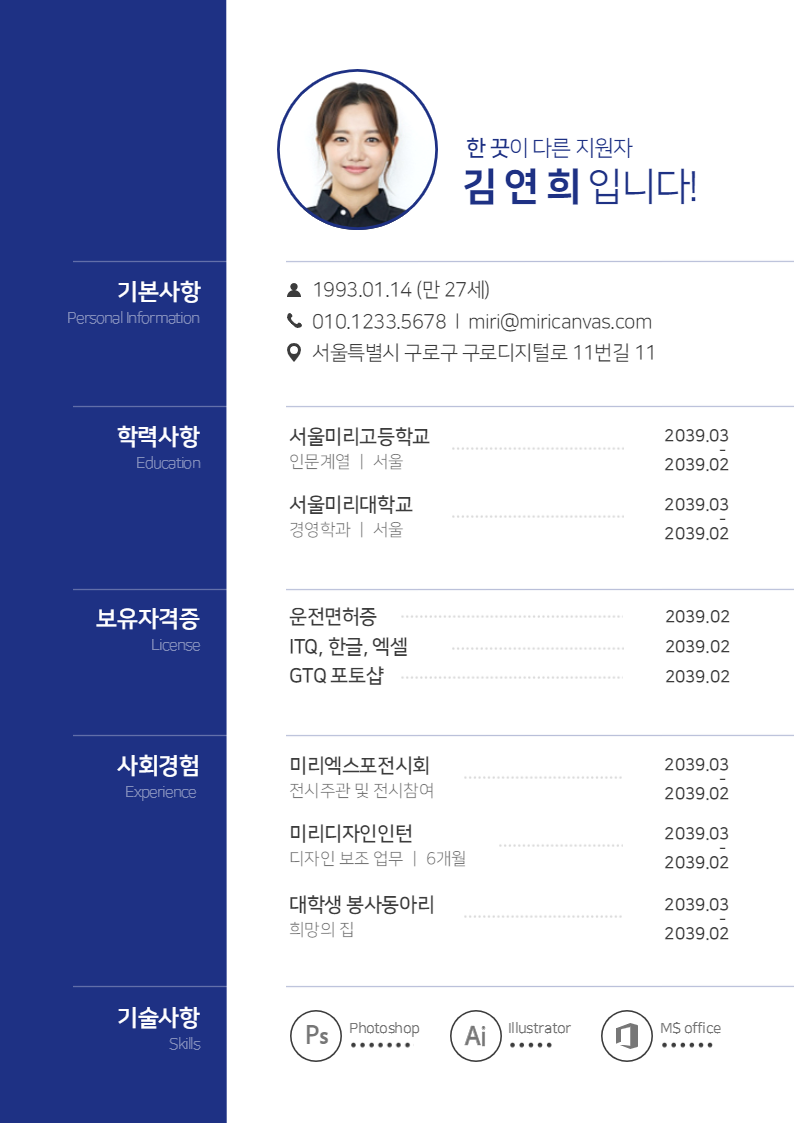 한 끗이 다른 지원자
김 연 희 입니다!
기본사항
Personal Information
1993.01.14 (만 27세)
010.1233.5678 | miri@miricanvas.com
서울특별시 구로구 구로디지털로 11번길 11
학력사항
Education
서울미리고등학교
인문계열 | 서울
2039.03
-
2039.02
서울미리대학교
경영학과 | 서울
2039.03
-
2039.02
보유자격증
License
운전면허증 2039.02
ITQ, 한글, 엑셀 2039.02
GTQ 포토샵 2039.02
사회경험
Experience
미리엑스포전시회
전시주관 및 전시참여
2039.03
-
2039.02
미리디자인인턴
디자인 보조 업무 | 6개월
2039.03
-
2039.02
대학생 봉사동아리
희망의 집
2039.03
-
2039.02
기술사항
Skills
Ps Photoshop
Ai Illustrator
MS office